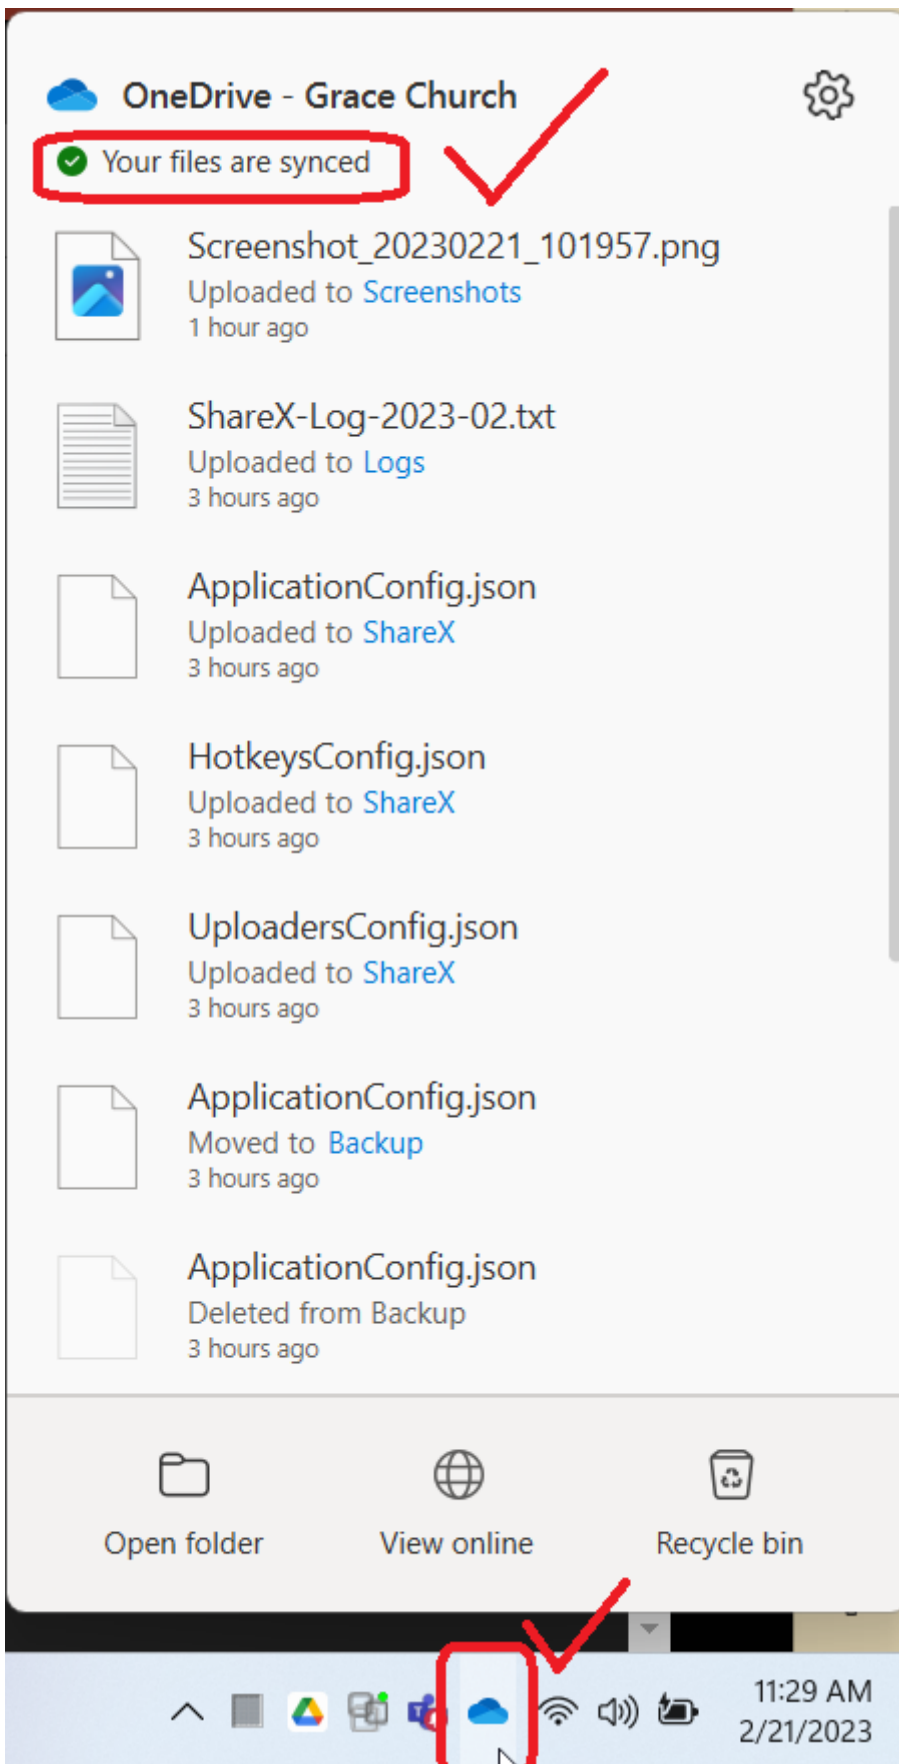 OneDrive - Grace Church
Your files are synced
Screenshot_20230221_101957.png
Uploaded to Screenshots
1 hour ago
ShareX-Log-2023-02.txt
Uploaded to Logs
3 hours ago
ApplicationConfig.json
Uploaded to ShareX
3 hours ago
HotkeysConfig.json
Uploaded to ShareX
3 hours ago
UploadersConfig.json
Uploaded to ShareX
3 hours ago
ApplicationConfig.json
Moved to Backup
3 hours ago
ApplicationConfig.json
Deleted from Backup
3 hours ago
Open folder View online Recycle bin
11:29 AM
2/21/2023